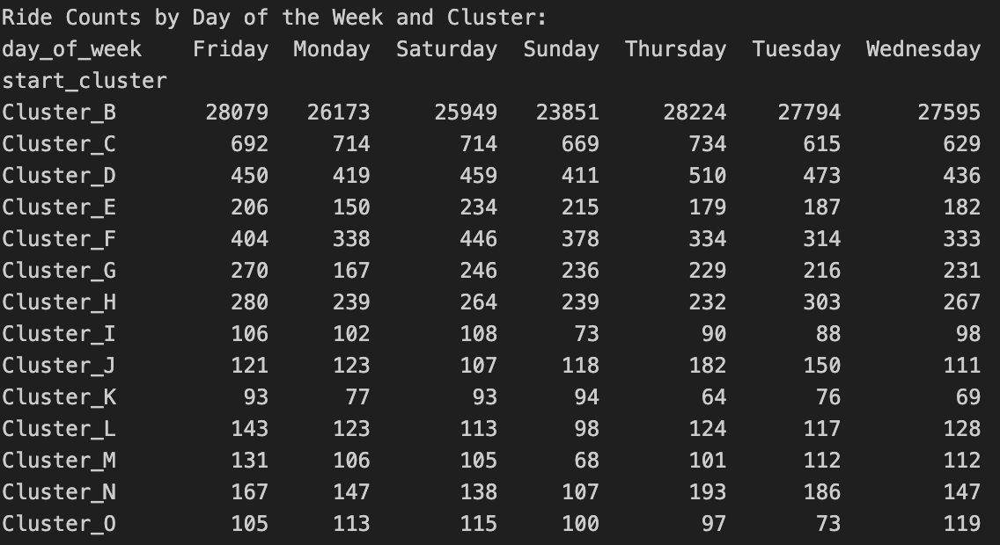 Ride Counts by Day of the Week and Cluster:
day_of_week    Friday  Monday  Saturday  Sunday  Thursday  Tuesday  Wednesday
start_cluster
Cluster_B       28079   26173     25949   23851     28224    27794      27595
Cluster_C         692     714       714     669       734      615        629
Cluster_D         450     419       459     411       510      473        436
Cluster_E         206     150       234     215       179      187        182
Cluster_F         404     338       446     378       334      314        333
Cluster_G         270     167       246     236       229      216        231
Cluster_H         280     239       264     239       232      303        267
Cluster_I         106     102       108      73        90       88         98
Cluster_J         121     123       107     118       182      150        111
Cluster_K          93      77        93      94        64       76         69
Cluster_L         143     123       113      98       124      117        128
Cluster_M         131     106       105      68       101      112        112
Cluster_N         167     147       138     107       193      186        147
Cluster_O         105     113       115     100        97       73        119